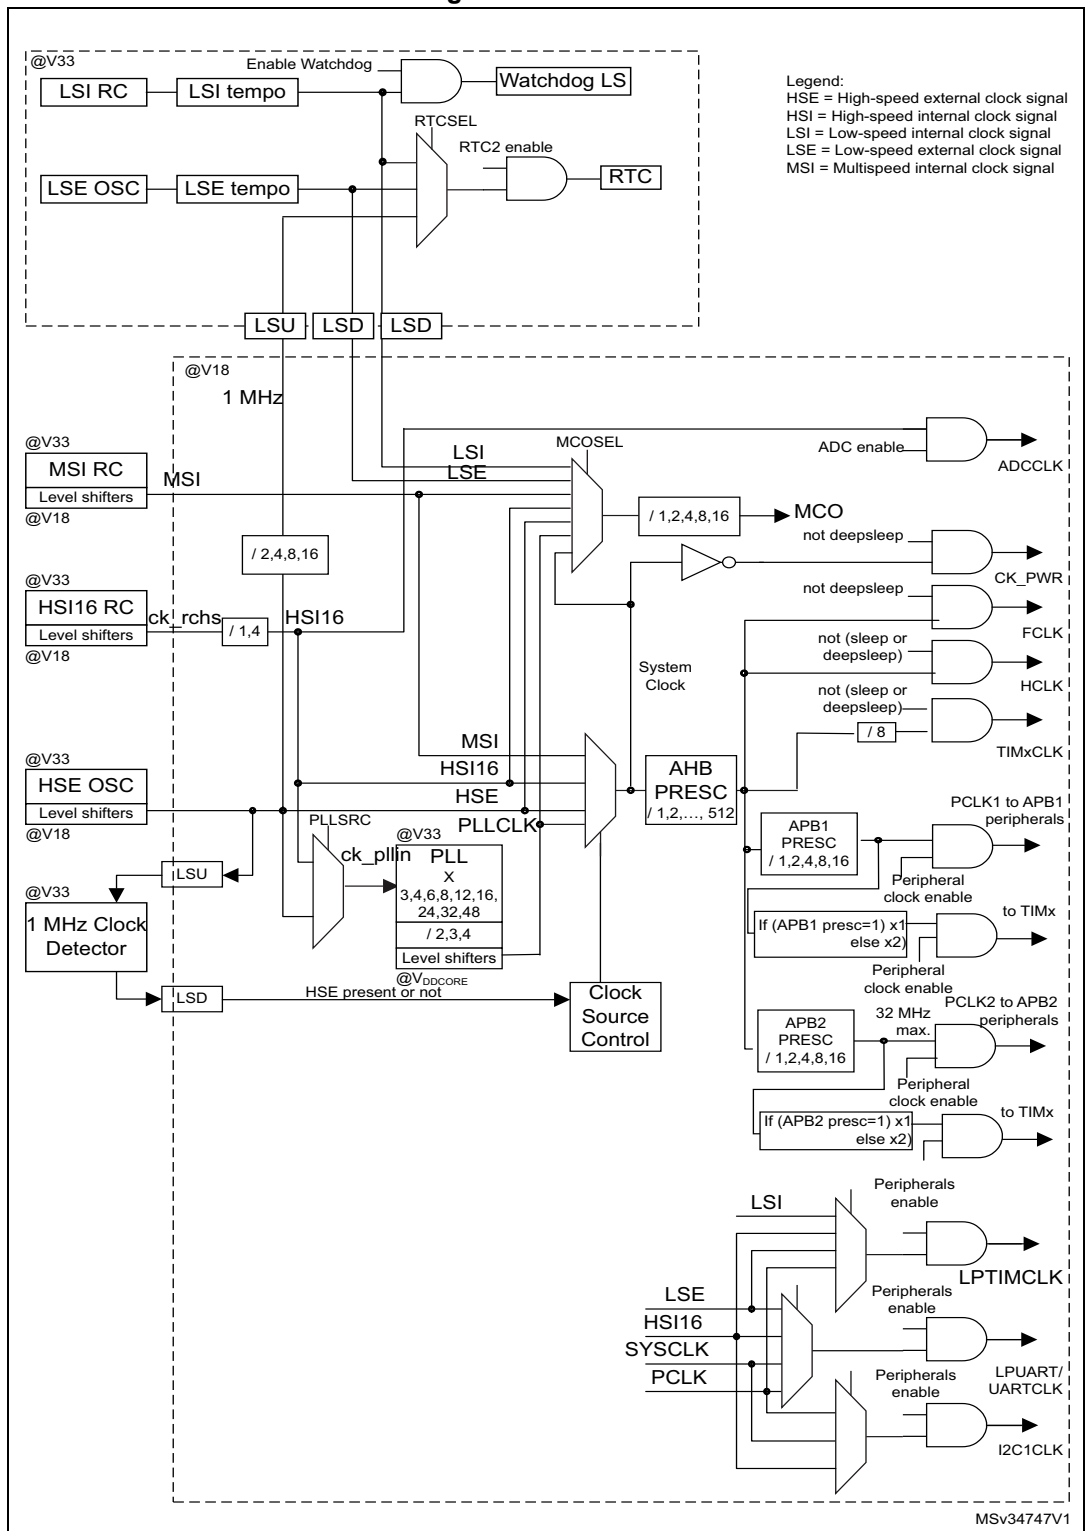 @V33
Enable Watchdog
LSI RC
LSI tempo
Watchdog LS
Legend:
HSE = High-speed external clock signal
HSI = High-speed internal clock signal
LSI = Low-speed internal clock signal
LSE = Low-speed external clock signal
MSI = Multispeed internal clock signal
RTCSEL
RTC2 enable
LSE OSC
LSE tempo
RTC
LSU
LSD
LSD
@V18
1 MHz
@V33
MSI RC
Level shifters
@V18
MSI
LSI
LSE
MCOSEL
ADC enable
ADCCLK
/ 1,2,4,8,16
MCO
not deepsleep
CK_PWR
/ 2,4,8,16
@V33
HSI16 RC
Level shifters
@V18
ck_rchs
/ 1,4
HSI16
not deepsleep
FCLK
System
Clock
not (sleep or
deepsleep)
HCLK
not (sleep or
deepsleep)
/ 8
TIMxCLK
@V33
HSE OSC
Level shifters
@V18
MSI
HSI16
HSE
PLLCLK
AHB
PRESC
/ 1,2,..., 512
PLLSRC
ck_pllin
@V33
PLL
X
3,4,6,8,12,16,
24,32,48
/ 2,3,4
Level shifters
@VDDCORE
APB1
PRESC
/ 1,2,4,8,16
PCLK1 to APB1
peripherals
Peripheral
clock enable
LSU
@V33
1 MHz Clock
Detector
LSD
HSE present or not
Clock
Source
Control
If (APB1 presc=1) x1
else x2)
to TIMx
Peripheral
clock enable
APB2
PRESC
/ 1,2,4,8,16
32 MHz
max.
PCLK2 to APB2
peripherals
Peripheral
clock enable
If (APB2 presc=1) x1
else x2)
to TIMx
LSI
Peripherals
enable
LPTIMCLK
LSE
HSI16
SYSCLK
PCLK
Peripherals
enable
LPUART/
UARTCLK
Peripherals
enable
I2C1CLK
MSv34747V1